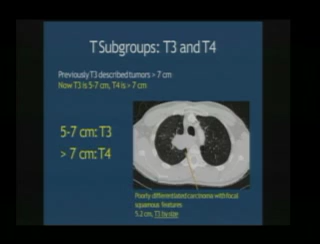 T Subgroups: T3 and T4
Previously T3 described tumors > 7 cm
Now T3 is 5-7 cm, T4 is > 7 cm
5-7 cm: T3
> 7 cm: T4
Poorly differentiated carcinoma with focal
squamous features
5.2 cm, T3 by size